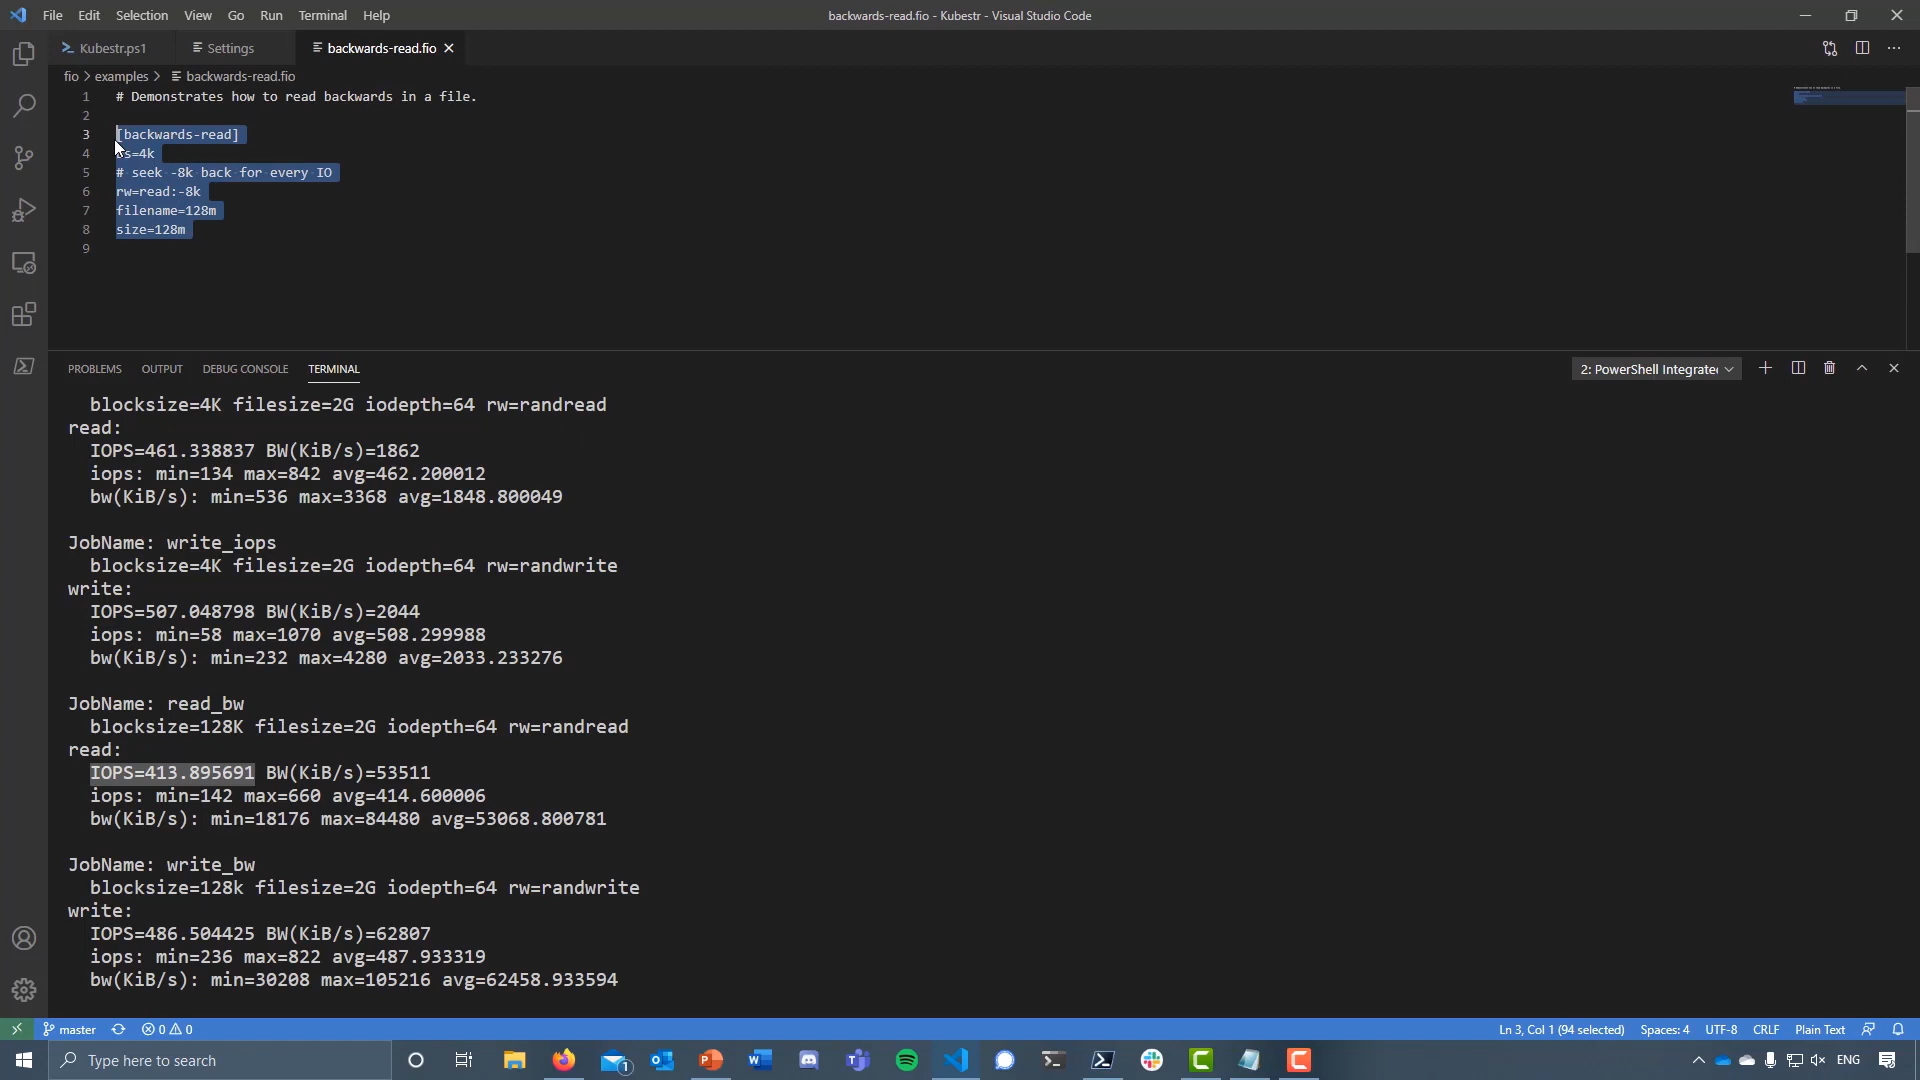 File Edit Selection View Go Run Terminal Help
backwards-read.fio - Kubestr - Visual Studio Code
Kubestr.ps1
Settings
backwards-read.fio
fio > examples > backwards-read.fio
1 # Demonstrates how to read backwards in a file.
2
3 [backwards-read]
4 s=4k
5 # seek -8k back for every IO
6 rw=read:-8k
7 filename=128m
8 size=128m
9
PROBLEMS OUTPUT DEBUG CONSOLE TERMINAL
2: PowerShell Integrate
blocksize=4K filesize=2G iodepth=64 rw=randread
read:
IOPS=461.338837 BW(KiB/s)=1862
iops: min=134 max=842 avg=462.200012
bw(KiB/s): min=536 max=3368 avg=1848.800049
JobName: write_iops
blocksize=4K filesize=2G iodepth=64 rw=randwrite
write:
IOPS=507.048798 BW(KiB/s)=2044
iops: min=58 max=1070 avg=508.299988
bw(KiB/s): min=232 max=4280 avg=2033.233276
JobName: read_bw
blocksize=128K filesize=2G iodepth=64 rw=randread
read:
IOPS=413.895691 BW(KiB/s)=53511
iops: min=142 max=660 avg=414.600006
bw(KiB/s): min=18176 max=84480 avg=53068.800781
JobName: write_bw
blocksize=128k filesize=2G iodepth=64 rw=randwrite
write:
IOPS=486.504425 BW(KiB/s)=62807
iops: min=236 max=822 avg=487.933319
bw(KiB/s): min=30208 max=105216 avg=62458.933594
master 0 0
Ln 3, Col 1 (94 selected) Spaces: 4 UTF-8 CRLF Plain Text
Type here to search
1
ENG